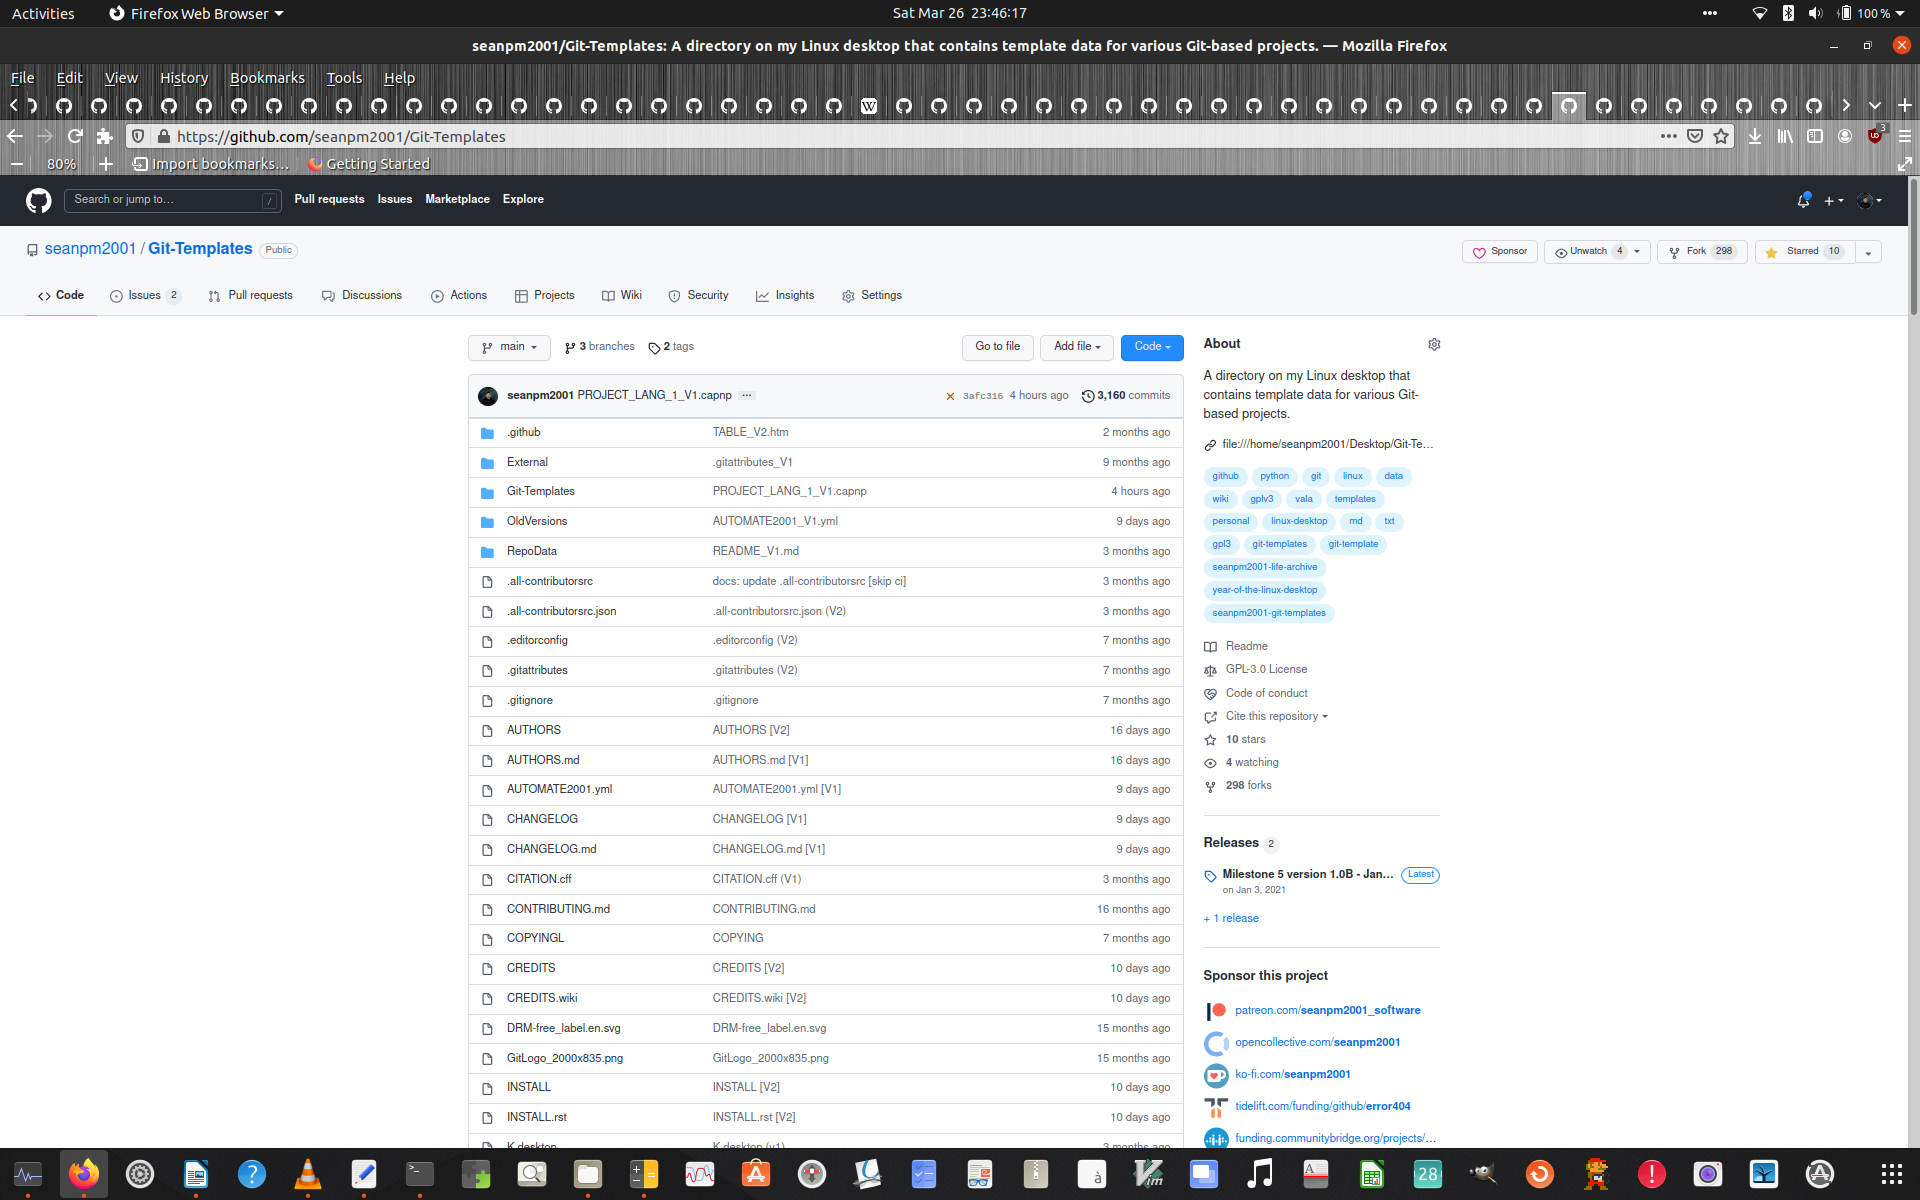 Activities
Firefox Web Browser
Sat Mar 26  23:46:17
100 %
seanpm2001/Git-Templates: A directory on my Linux desktop that contains template data for various Git-based projects. — Mozilla Firefox
File Edit View History Bookmarks Tools Help
https://github.com/seanpm2001/Git-Templates
3
80%
Import bookmarks…
Getting Started
Search or jump to…
/
Pull requests Issues Marketplace Explore
seanpm2001 / Git-Templates
Public
Sponsor
Unwatch 4
Fork 298
Starred 10
Code
Issues 2
Pull requests
Discussions
Actions
Projects
Wiki
Security
Insights
Settings
main
3 branches
2 tags
Go to file
Add file
Code
seanpm2001 PROJECT_LANG_1_V1.capnp ...
3afc316 4 hours ago
3,160 commits
.github TABLE_V2.htm 2 months ago
External .gitattributes_V1 9 months ago
Git-Templates PROJECT_LANG_1_V1.capnp 4 hours ago
OldVersions AUTOMATE2001_V1.yml 9 days ago
RepoData README_V1.md 3 months ago
.all-contributorsrc docs: update .all-contributorsrc [skip ci] 3 months ago
.all-contributorsrc.json .all-contributorsrc.json (V2) 3 months ago
.editorconfig .editorconfig (V2) 7 months ago
.gitattributes .gitattributes (V2) 7 months ago
.gitignore .gitignore 7 months ago
AUTHORS AUTHORS [V2] 16 days ago
AUTHORS.md AUTHORS.md [V1] 16 days ago
AUTOMATE2001.yml AUTOMATE2001.yml [V1] 9 days ago
CHANGELOG CHANGELOG [V1] 9 days ago
CHANGELOG.md CHANGELOG.md [V1] 9 days ago
CITATION.cff CITATION.cff (V1) 3 months ago
CONTRIBUTING.md CONTRIBUTING.md 16 months ago
COPYINGL COPYING 7 months ago
CREDITS CREDITS [V2] 10 days ago
CREDITS.wiki CREDITS.wiki [V2] 10 days ago
DRM-free_label.en.svg DRM-free_label.en.svg 15 months ago
GitLogo_2000x835.png GitLogo_2000x835.png 15 months ago
INSTALL INSTALL [V2] 10 days ago
INSTALL.rst INSTALL.rst [V2] 10 days ago
K.desktop K.desktop (v1) 3 months ago
About
A directory on my Linux desktop that
contains template data for various Git-
based projects.
file:///home/seanpm2001/Desktop/Git-Te…
github python git linux data
wiki gplv3 vala templates
personal linux-desktop md txt
gpl3 git-templates git-template
seanpm2001-life-archive
year-of-the-linux-desktop
seanpm2001-git-templates
Readme
GPL-3.0 License
Code of conduct
Cite this repository
10 stars
4 watching
298 forks
Releases 2
Milestone 5 version 1.0B - Jan… Latest
on Jan 3, 2021
+ 1 release
Sponsor this project
patreon.com/seanpm2001_software
opencollective.com/seanpm2001
ko-fi.com/seanpm2001
tidelift.com/funding/github/error404
funding.communitybridge.org/projects/…
28